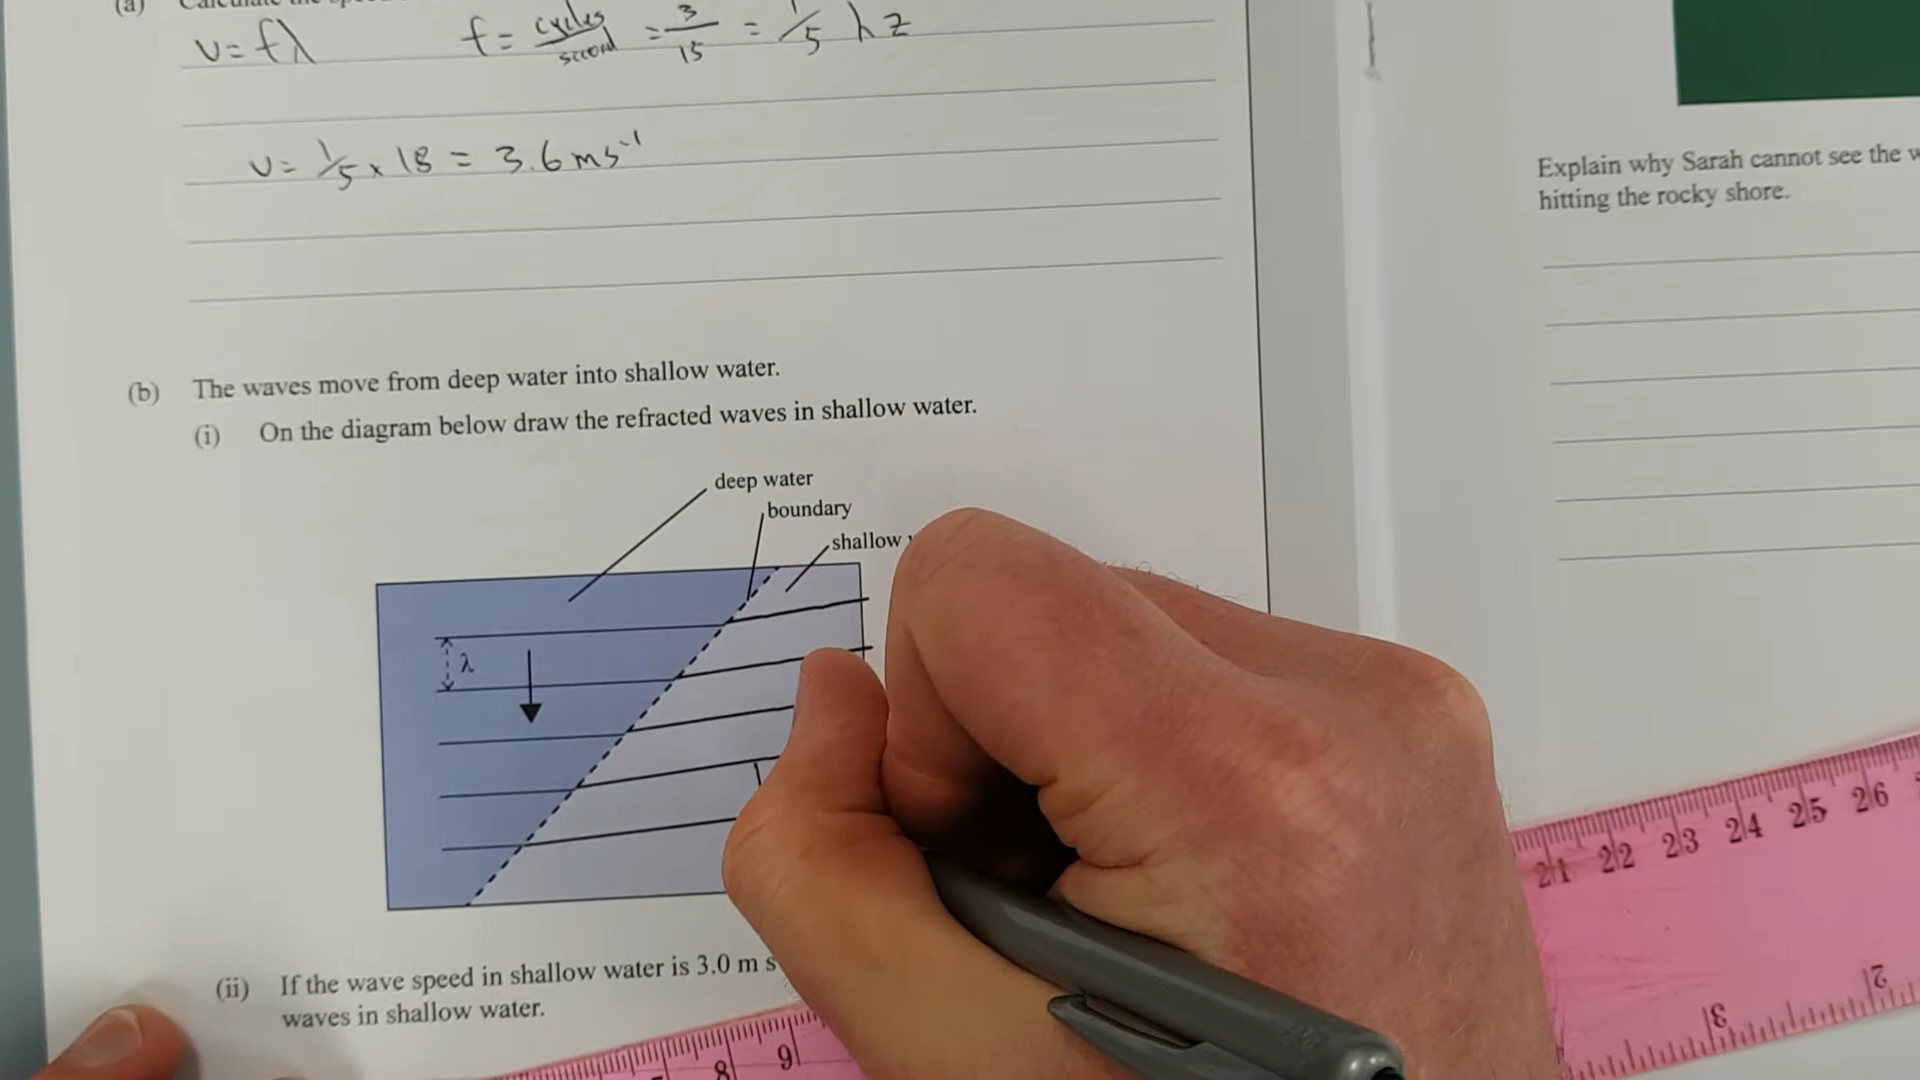 (a)
v = fλ f = cycles/second = 3/15 = 1/5 hz
v = 1/5 x 18 = 3.6 ms⁻¹
(b) The waves move from deep water into shallow water.
(i) On the diagram below draw the refracted waves in shallow water.
deep water
boundary
shallow
λ
(ii) If the wave speed in shallow water is 3.0 m s
waves in shallow water.
8 9
Explain why Sarah cannot see the w
hitting the rocky shore.
21 22 23 24 25 26
3 2